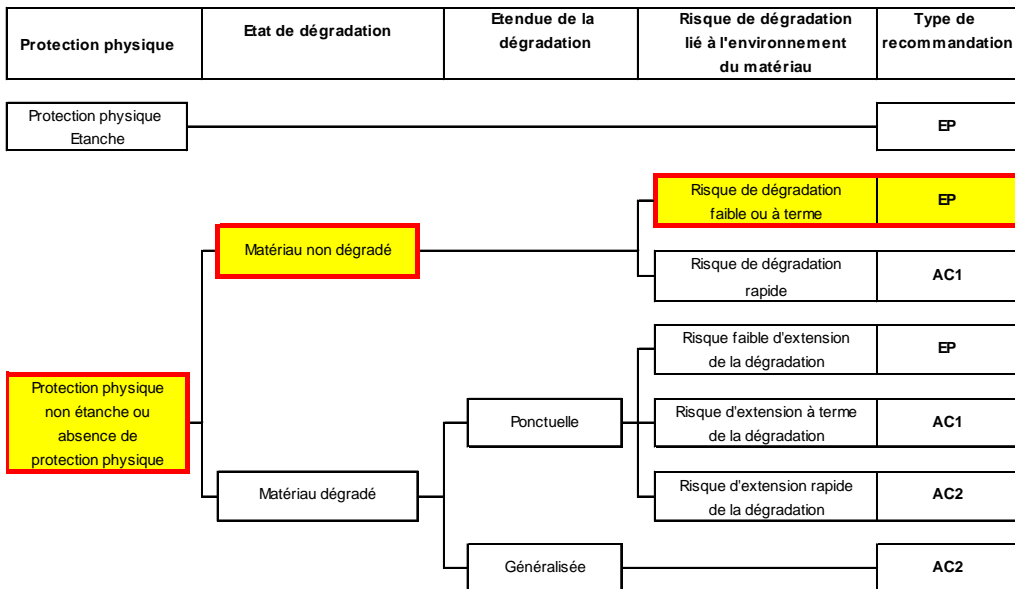 Protection physique
Etat de dégradation
Etendue de la
dégradation
Risque de dégradation
lié à l'environnement
du matériau
Type de
recommandation
Protection physique
Etanche
EP
Risque de dégradation
faible ou à terme
EP
Matériau non dégradé
Risque de dégradation
rapide
AC1
Risque faible d'extension
de la dégradation
EP
Protection physique
non étanche ou
absence de
protection physique
Ponctuelle
Risque d'extension à terme
de la dégradation
AC1
Matériau dégradé
Risque d'extension rapide
de la dégradation
AC2
Généralisée
AC2